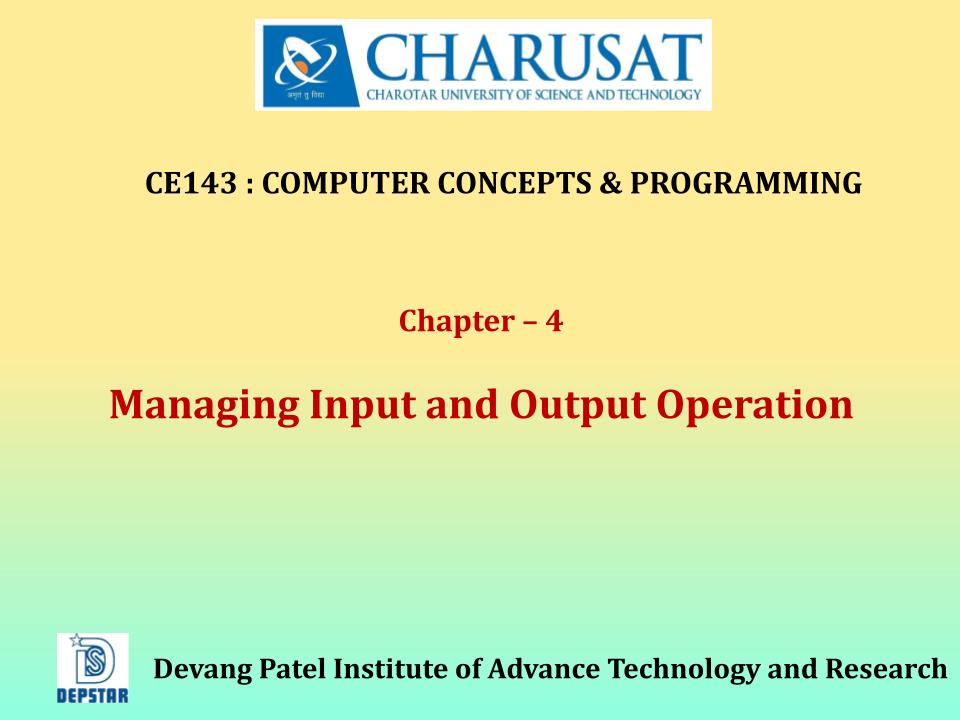 CHARUSAT
अमृतं तु विद्या
CHAROTAR UNIVERSITY OF SCIENCE AND TECHNOLOGY
CE143 : COMPUTER CONCEPTS & PROGRAMMING
Chapter – 4
Managing Input and Output Operation
DEPSTAR
Devang Patel Institute of Advance Technology and Research